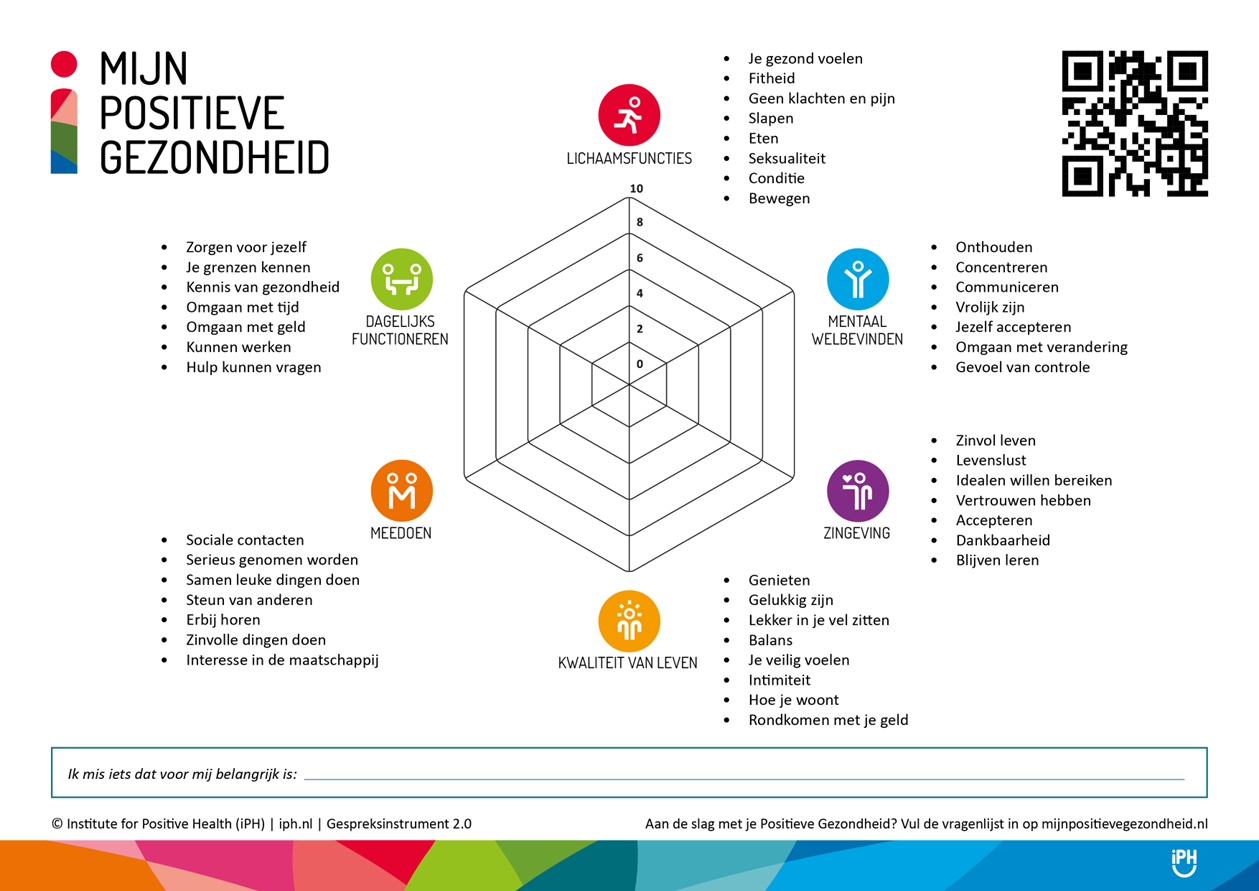 MIJN
POSITIEVE
GEZONDHEID
LICHAAMSFUNCTIES
• Je gezond voelen
• Fitheid
• Geen klachten en pijn
• Slapen
• Eten
• Seksualiteit
• Conditie
• Bewegen
10
8
6
4
2
0
• Zorgen voor jezelf
• Je grenzen kennen
• Kennis van gezondheid
• Omgaan met tijd
• Omgaan met geld
• Kunnen werken
• Hulp kunnen vragen
DAGELIJKS
FUNCTIONEREN
MENTAAL
WELBEVINDEN
• Onthouden
• Concentreren
• Communiceren
• Vrolijk zijn
• Jezelf accepteren
• Omgaan met verandering
• Gevoel van controle
MEEDOEN
• Sociale contacten
• Serieus genomen worden
• Samen leuke dingen doen
• Steun van anderen
• Erbij horen
• Zinvolle dingen doen
• Interesse in de maatschappij
ZINGEVING
• Zinvol leven
• Levenslust
• Idealen willen bereiken
• Vertrouwen hebben
• Accepteren
• Dankbaarheid
• Blijven leren
KWALITEIT VAN LEVEN
• Genieten
• Gelukkig zijn
• Lekker in je vel zitten
• Balans
• Je veilig voelen
• Intimiteit
• Hoe je woont
• Rondkomen met je geld
Ik mis iets dat voor mij belangrijk is:
© Institute for Positive Health (iPH) | iph.nl | Gespreksinstrument 2.0
Aan de slag met je Positieve Gezondheid? Vul de vragenlijst in op mijnpositievegezondheid.nl
iPH